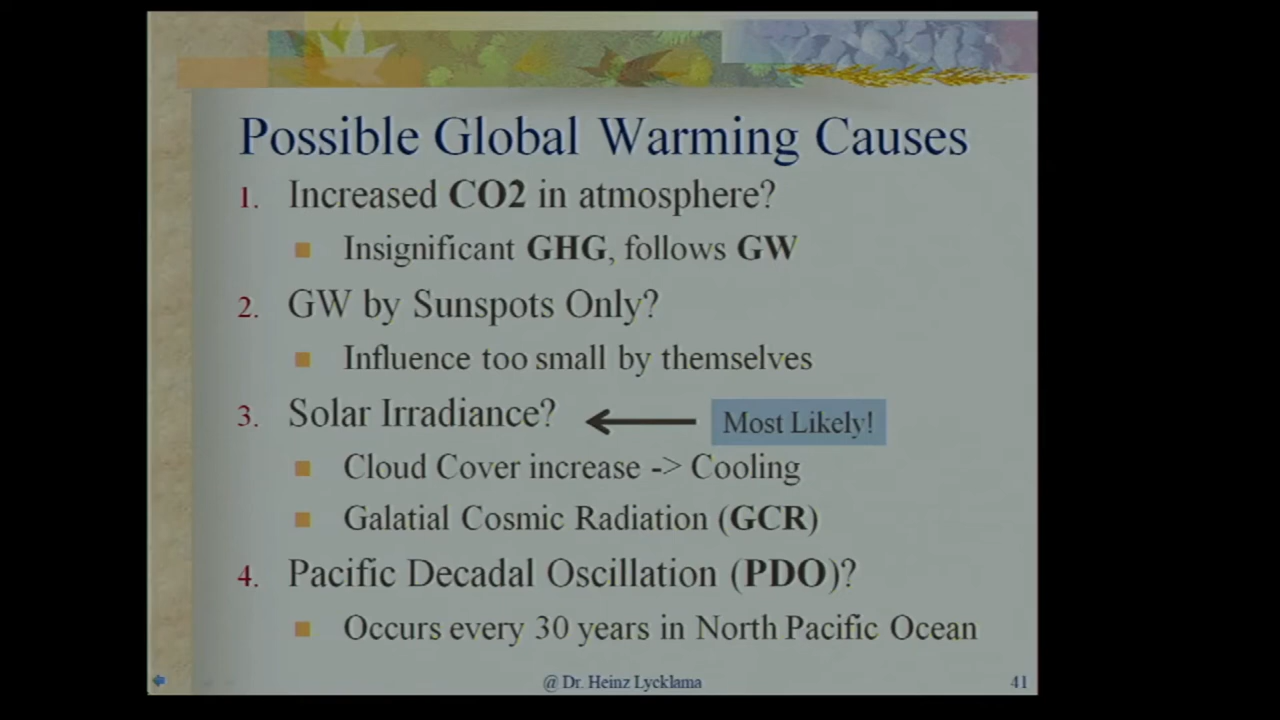 Possible Global Warming Causes
1. Increased CO2 in atmosphere?
Insignificant GHG, follows GW
2. GW by Sunspots Only?
Influence too small by themselves
3. Solar Irradiance?
Most Likely!
Cloud Cover increase -> Cooling
Galatial Cosmic Radiation (GCR)
4. Pacific Decadal Oscillation (PDO)?
Occurs every 30 years in North Pacific Ocean
@ Dr. Heinz Lycklama
41